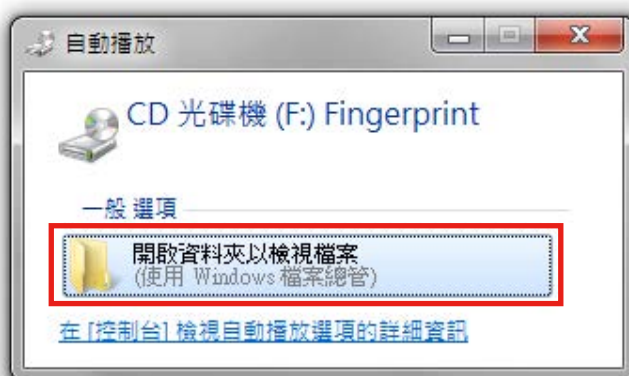 自動播放
CD 光碟機 (F:) Fingerprint
一般 選項
開啟資料夾以檢視檔案
(使用 Windows 檔案總管)
在 [控制台] 檢視自動播放選項的詳細資訊